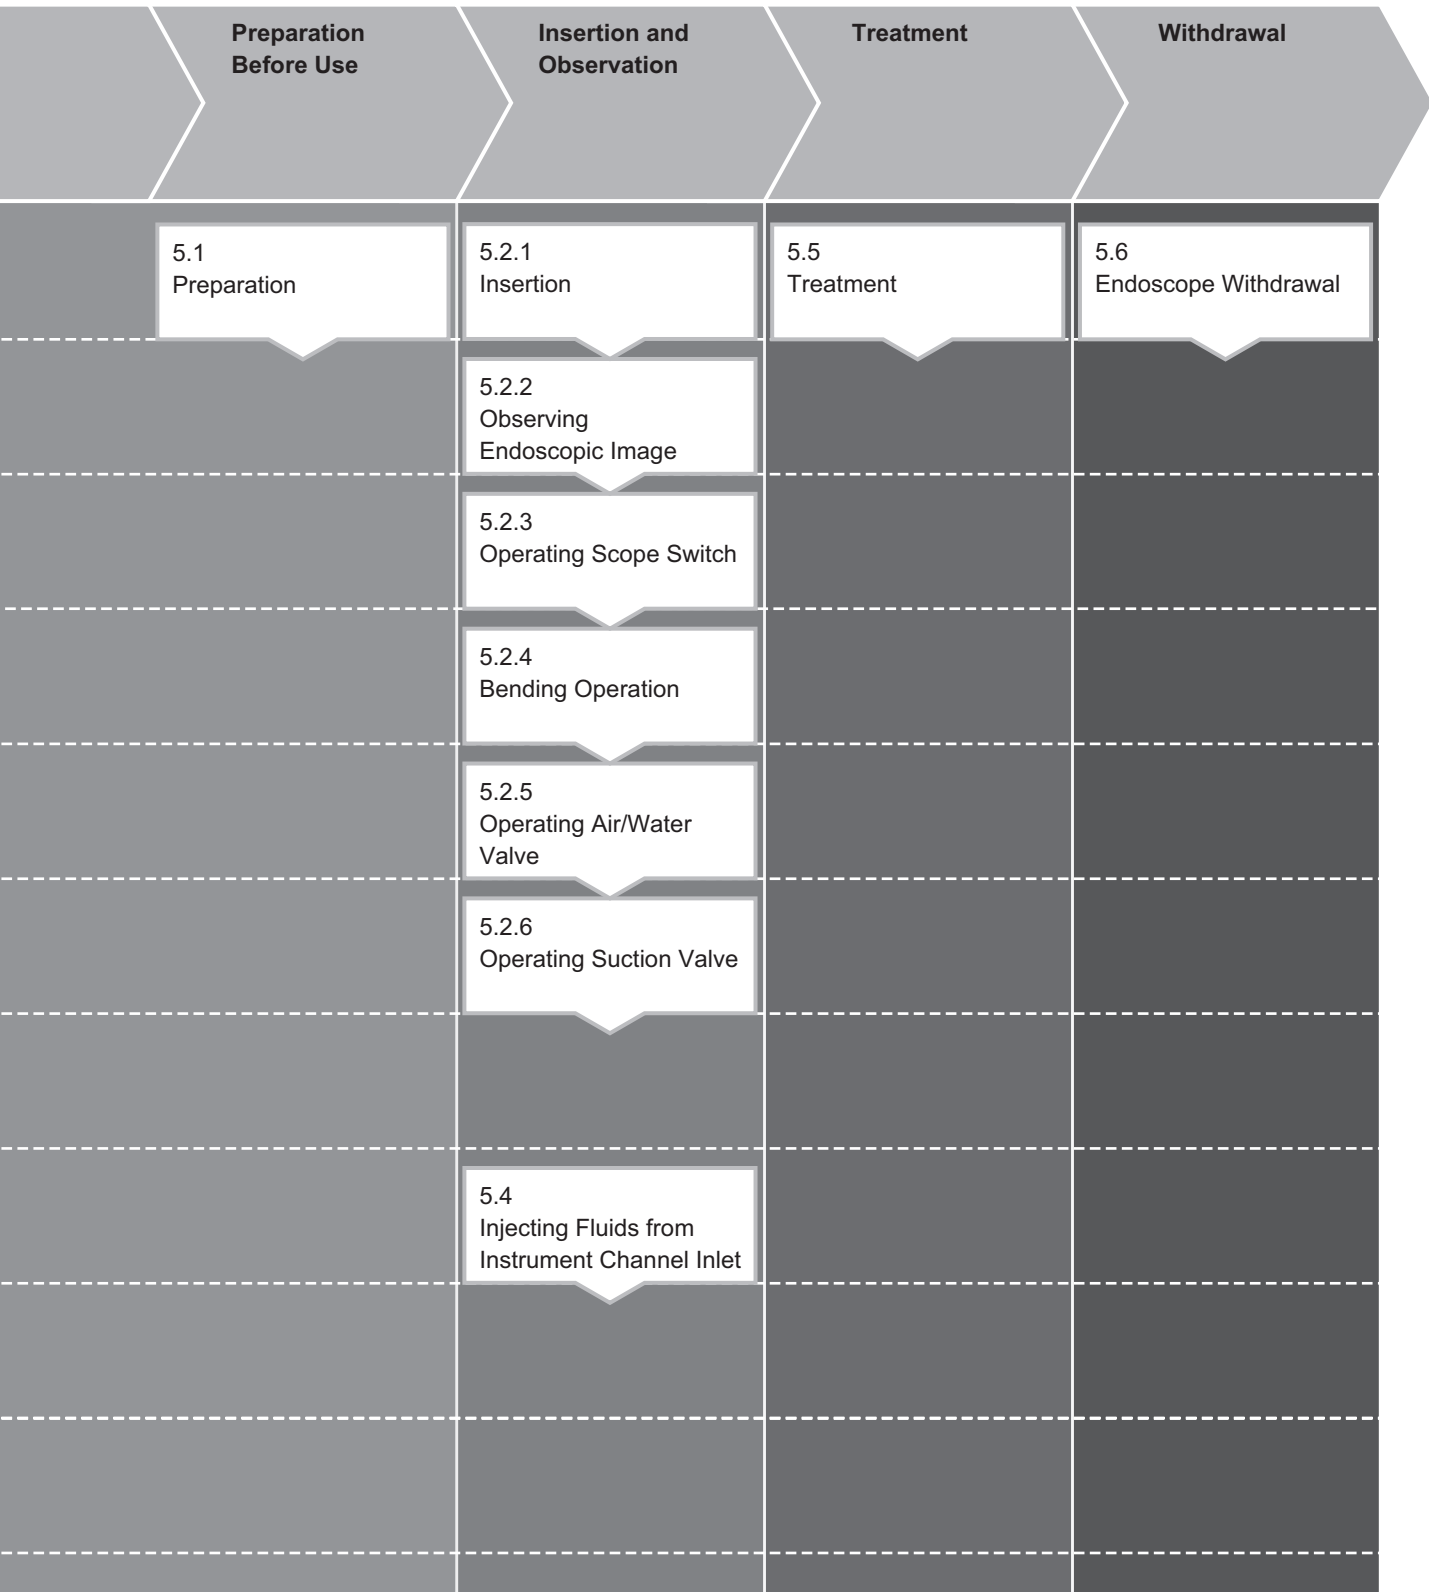 Preparation
Before Use
Insertion and
Observation
Treatment
Withdrawal
5.1
Preparation
5.2.1
Insertion
5.2.2
Observing
Endoscopic Image
5.2.3
Operating Scope Switch
5.2.4
Bending Operation
5.2.5
Operating Air/Water
Valve
5.2.6
Operating Suction Valve
5.4
Injecting Fluids from
Instrument Channel Inlet
5.5
Treatment
5.6
Endoscope Withdrawal